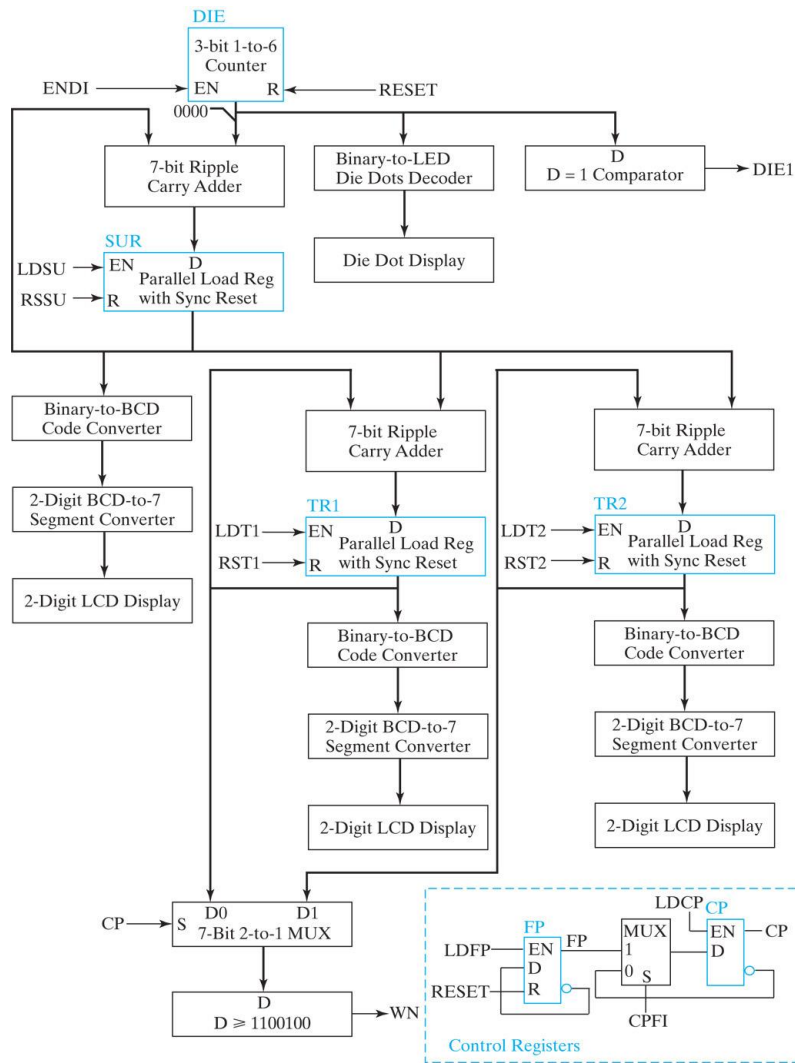 DIE
3-bit 1-to-6
Counter
EN R
ENDI
RESET
0000
7-bit Ripple
Carry Adder
Binary-to-LED
Die Dots Decoder
D
D = 1 Comparator
DIE1
SUR
LDSU
EN D
Parallel Load Reg
with Sync Reset
RSSU
R
Die Dot Display
Binary-to-BCD
Code Converter
2-Digit BCD-to-7
Segment Converter
2-Digit LCD Display
7-bit Ripple
Carry Adder
TR1
LDT1
EN D
Parallel Load Reg
with Sync Reset
RST1
R
Binary-to-BCD
Code Converter
2-Digit BCD-to-7
Segment Converter
2-Digit LCD Display
7-bit Ripple
Carry Adder
TR2
LDT2
EN D
Parallel Load Reg
with Sync Reset
RST2
R
Binary-to-BCD
Code Converter
2-Digit BCD-to-7
Segment Converter
2-Digit LCD Display
CP
S
D0 D1
7-Bit 2-to-1 MUX
D
D ⩾ 1100100
WN
FP
LDFP
EN
D
R
RESET
FP
MUX
1
0
S
CPFI
LDCP
CP
EN
D
CP
Control Registers